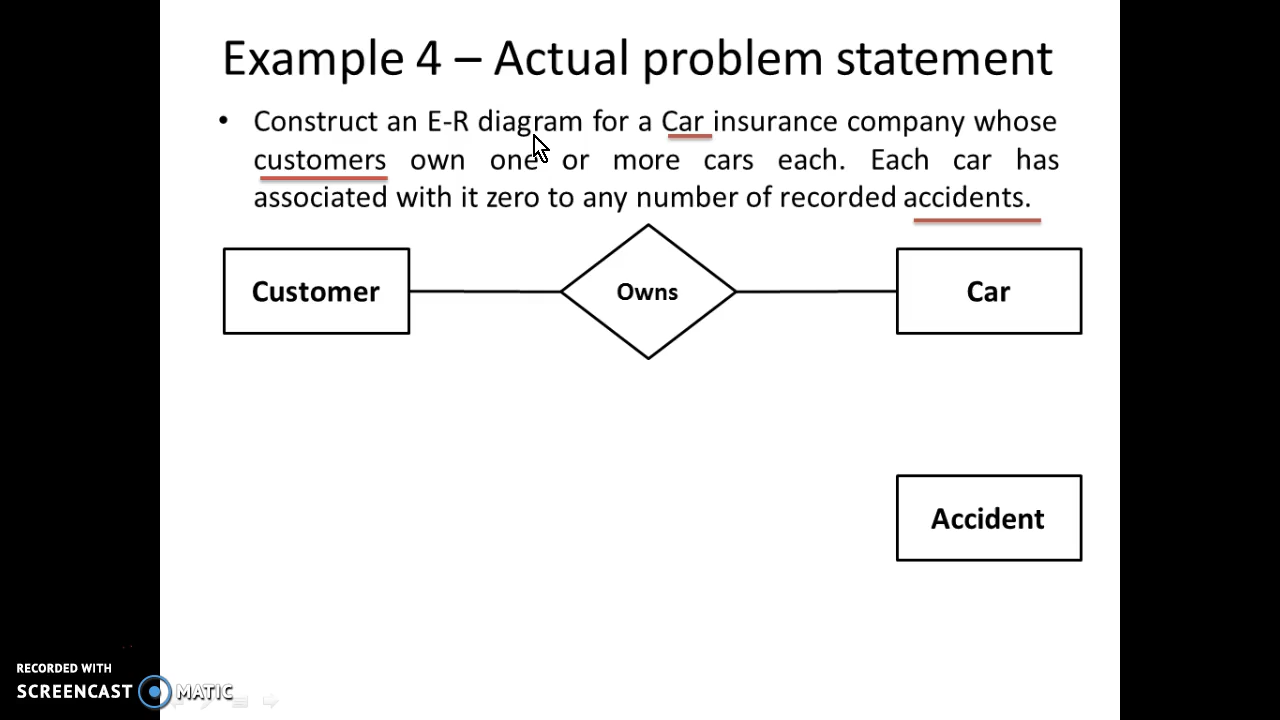 Example 4 – Actual problem statement
• Construct an E-R diagram for a Car insurance company whose
customers own one or more cars each. Each car has
associated with it zero to any number of recorded accidents.
Customer
Owns
Car
Accident
RECORDED WITH
SCREENCAST MATIC